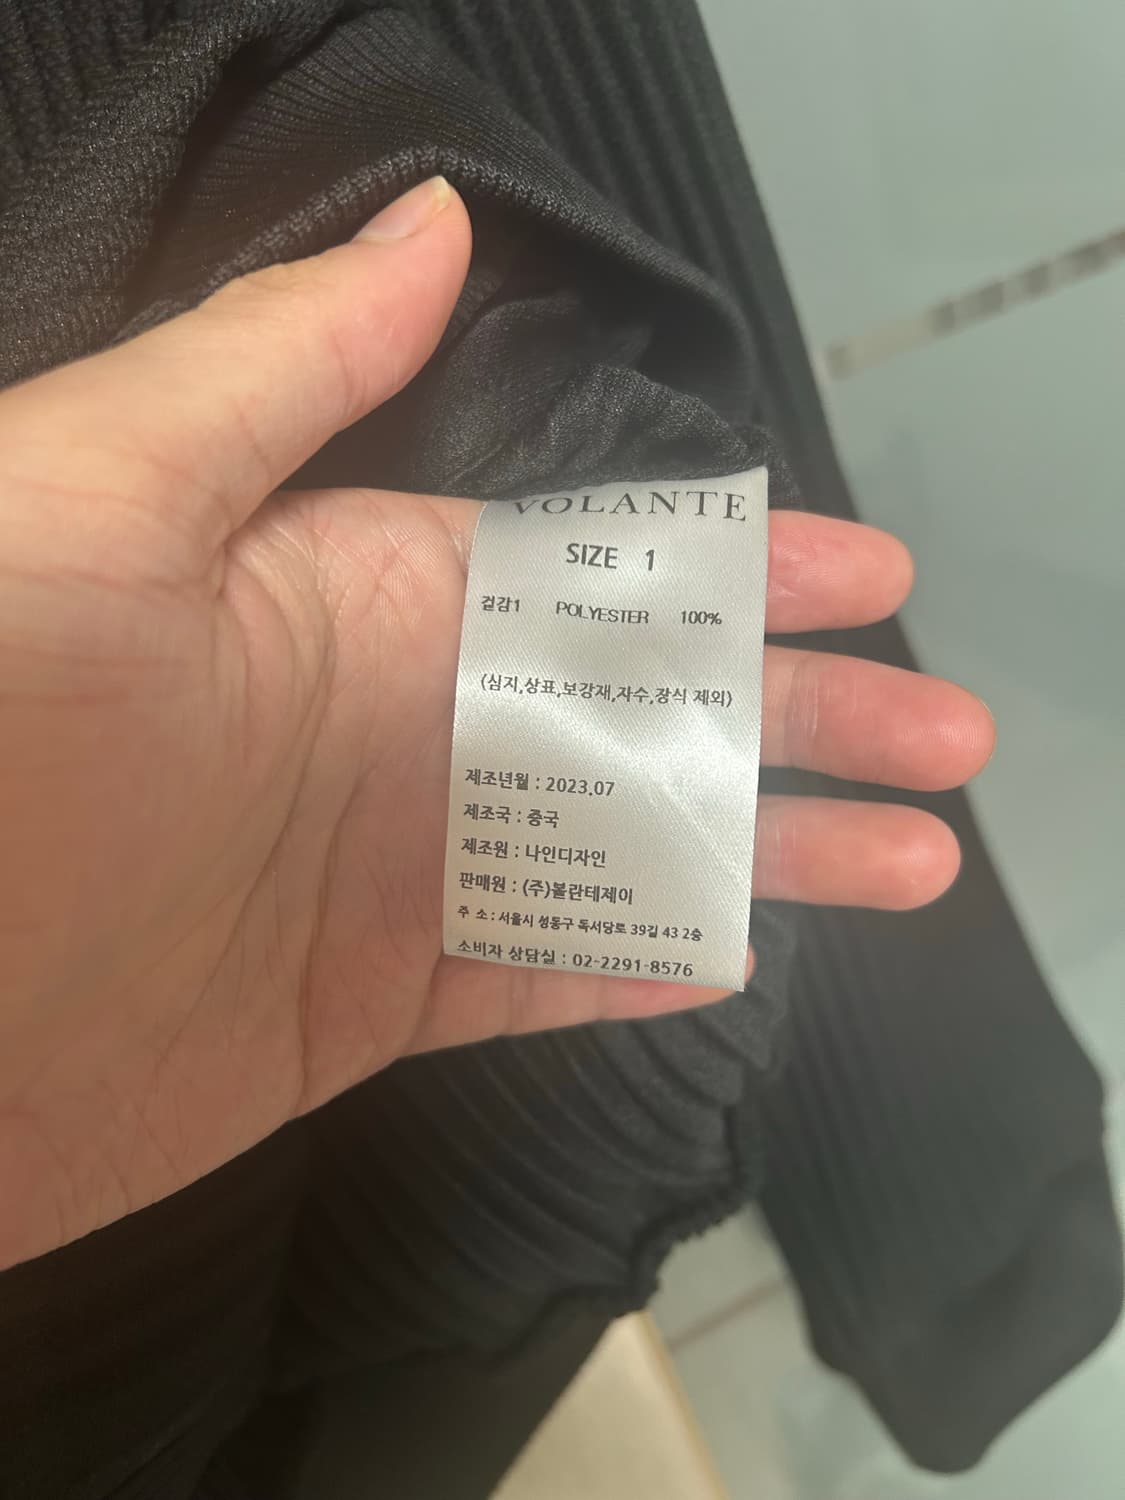 VOLANTE
SIZE 1
겉감1 POLYESTER 100%
(심지,상표,보강재,자수,장식 제외)
제조년월 : 2023.07
제조국 : 중국
제조원 : 나인디자인
판매원 : (주)볼란테제이
주 소 : 서울시 성동구 독서당로 39길 43 2층
소비자 상담실 : 02-2291-8576